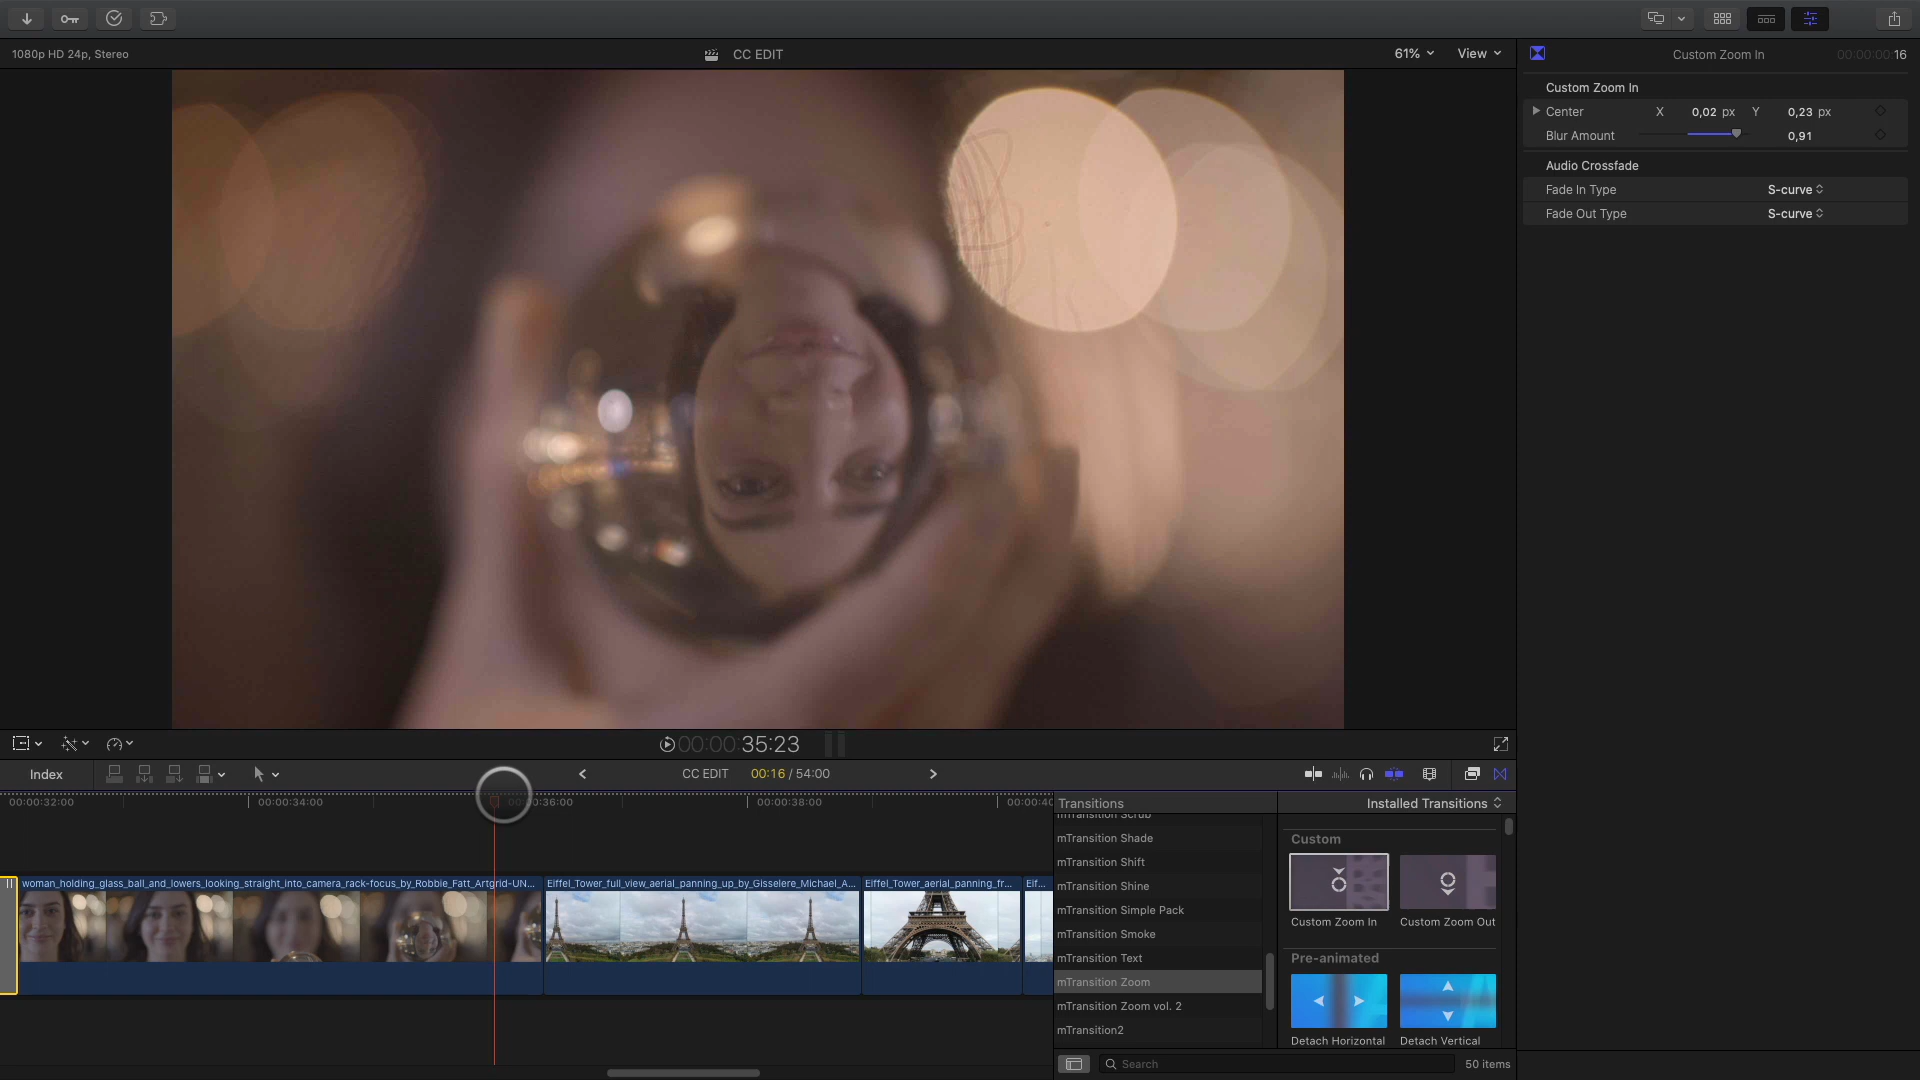 1080p HD 24p, Stereo
CC EDIT
61%
View
Custom Zoom In
00:00:00:16
Custom Zoom In
Center X 0,02 px Y 0,23 px
Blur Amount 0,91
Audio Crossfade
Fade In Type S-curve
Fade Out Type S-curve
00:00:35:23
Index
CC EDIT 00:16 / 54:00
00:00:32:00
00:00:34:00
00:00:36:00
00:00:38:00
Transitions
Installed Transitions
mTransition Scrub
mTransition Shade
mTransition Shift
mTransition Shine
mTransition Simple Pack
mTransition Smoke
mTransition Text
mTransition Zoom
mTransition Zoom vol. 2
mTransition2
Custom
Custom Zoom In
Custom Zoom Out
Pre-animated
Detach Horizontal
Detach Vertical
woman_holding_glass_ball_and_lowers_looking_straight_into_camera_rack-focus_by_Robbie_Fatt_Artgrid-UN...
Eiffel_Tower_full_view_aerial_panning_up_by_Gisselere_Michael_A...
Eiffel_Tower_aerial_panning_fr...
Eif...
Search
50 items